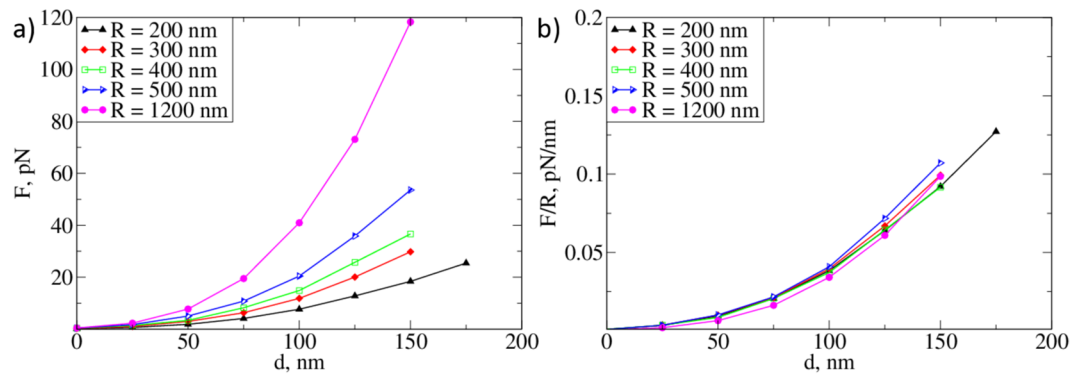 a)
120
100
80
60
40
20
0
F, pN
R = 200 nm
R = 300 nm
R = 400 nm
R = 500 nm
R = 1200 nm
0 50 100 150 200
d, nm
b)
0.2
0.15
0.1
0.05
F/R, pN/nm
R = 200 nm
R = 300 nm
R = 400 nm
R = 500 nm
R = 1200 nm
0 50 100 150 200
d, nm